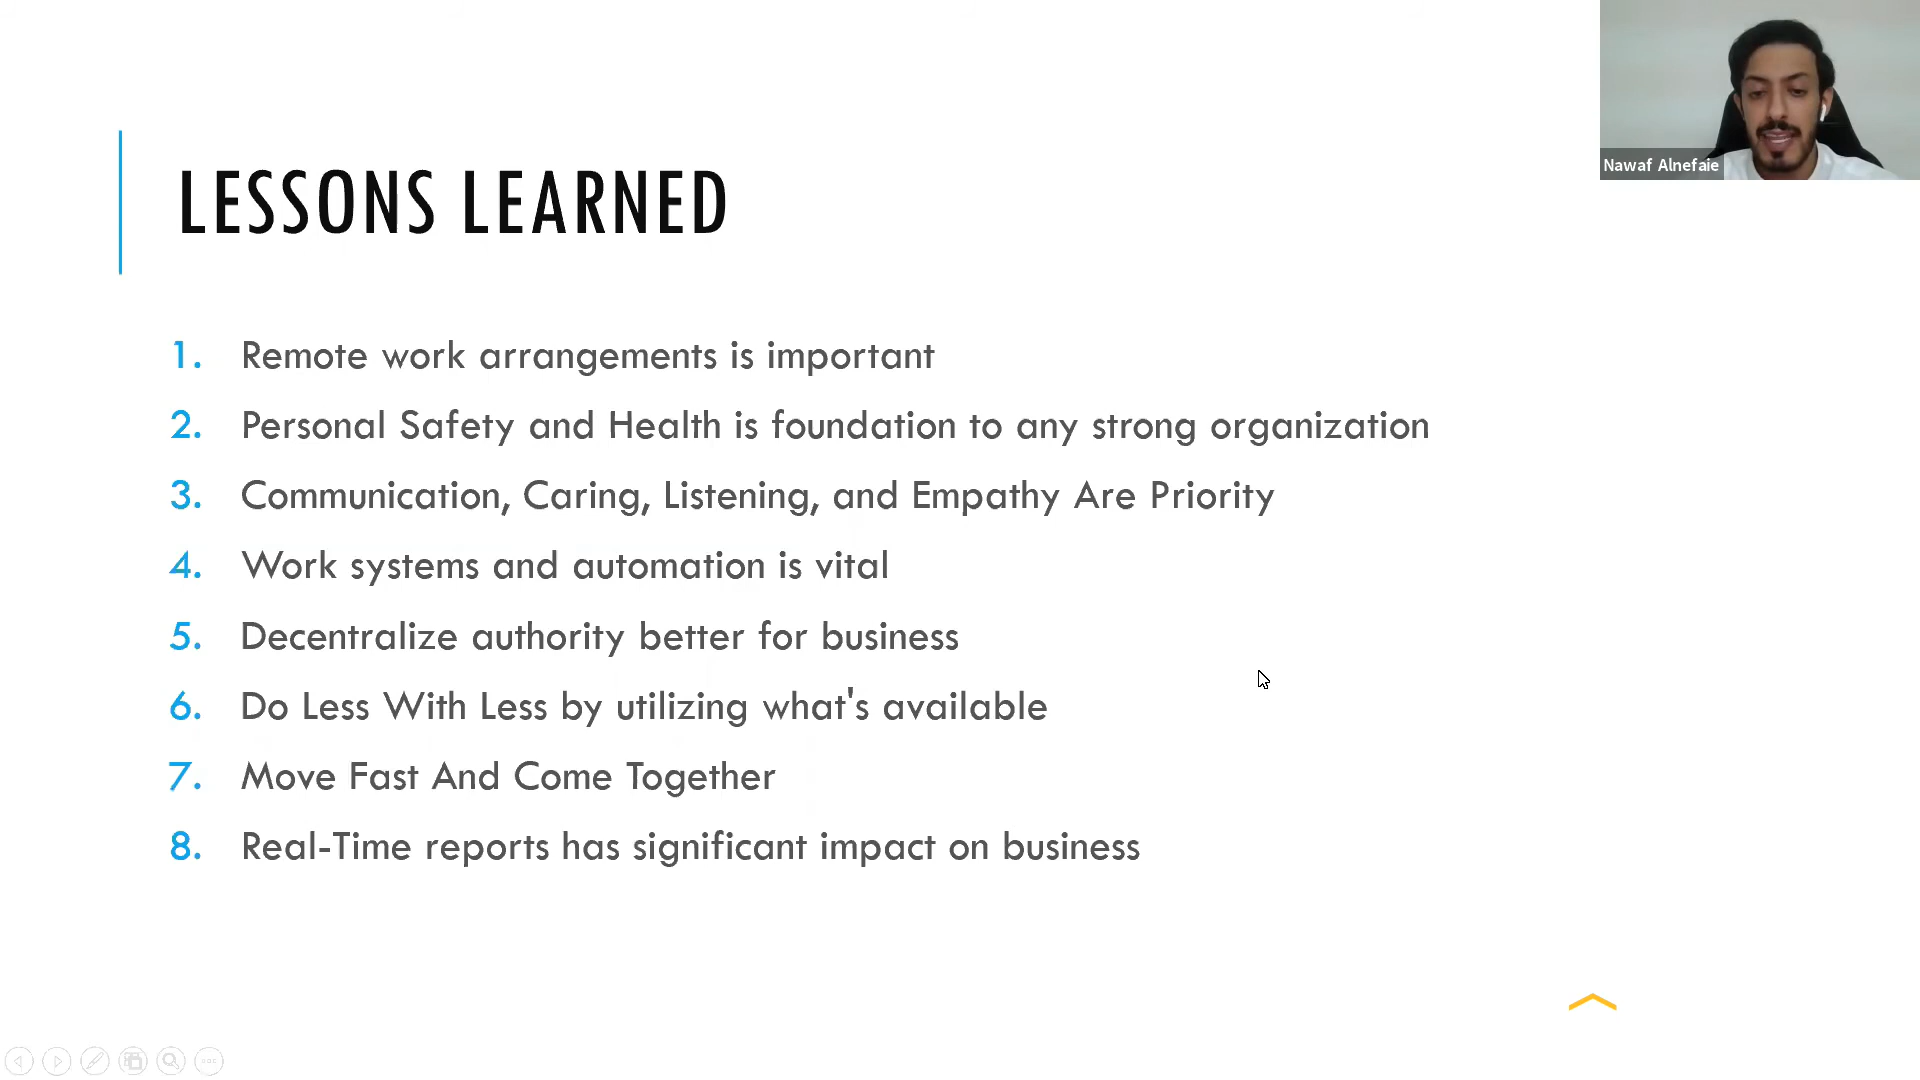 Nawaf Alnefaie
LESSONS LEARNED
1. Remote work arrangements is important
2. Personal Safety and Health is foundation to any strong organization
3. Communication, Caring, Listening, and Empathy Are Priority
4. Work systems and automation is vital
5. Decentralize authority better for business
6. Do Less With Less by utilizing what's available
7. Move Fast And Come Together
8. Real-Time reports has significant impact on business